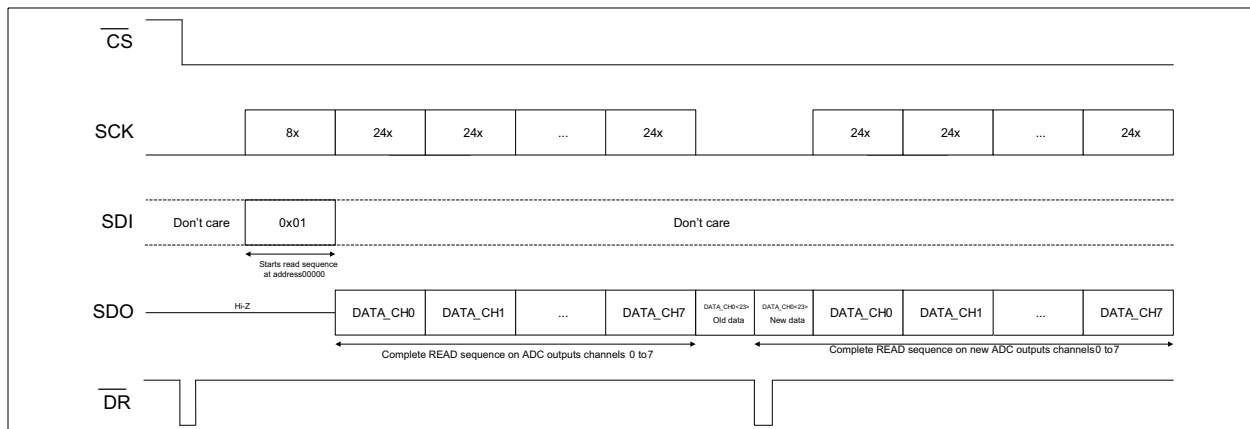 CS
SCK
8x 24x 24x ... 24x 24x 24x ... 24x
SDI
Don't care 0x01 Don't care
Starts read sequence
at address00000
SDO
Hi-Z
DATA_CH0 DATA_CH1 ... DATA_CH7 DATA_CH0<23> DATA_CH0<23> DATA_CH0 DATA_CH1 ... DATA_CH7
Old data New data
Complete READ sequence on ADC outputs channels 0 to7 Complete READ sequence on new ADC outputs channels0 to7
DR